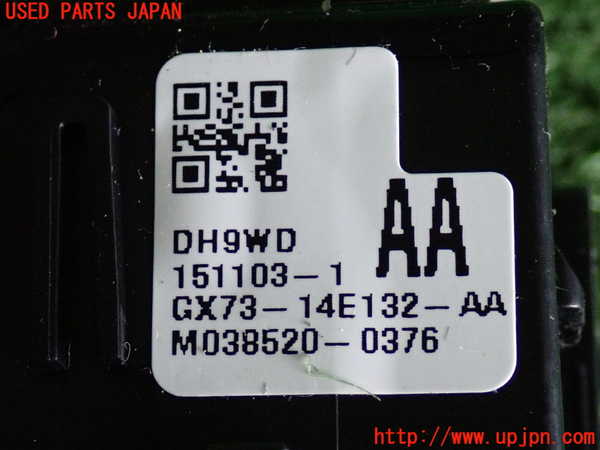 USED PARTS JAPAN
DH9WD
AA
151103-1
GX73-14E132-AA
M038520-0376
http://www.upjpn.com/